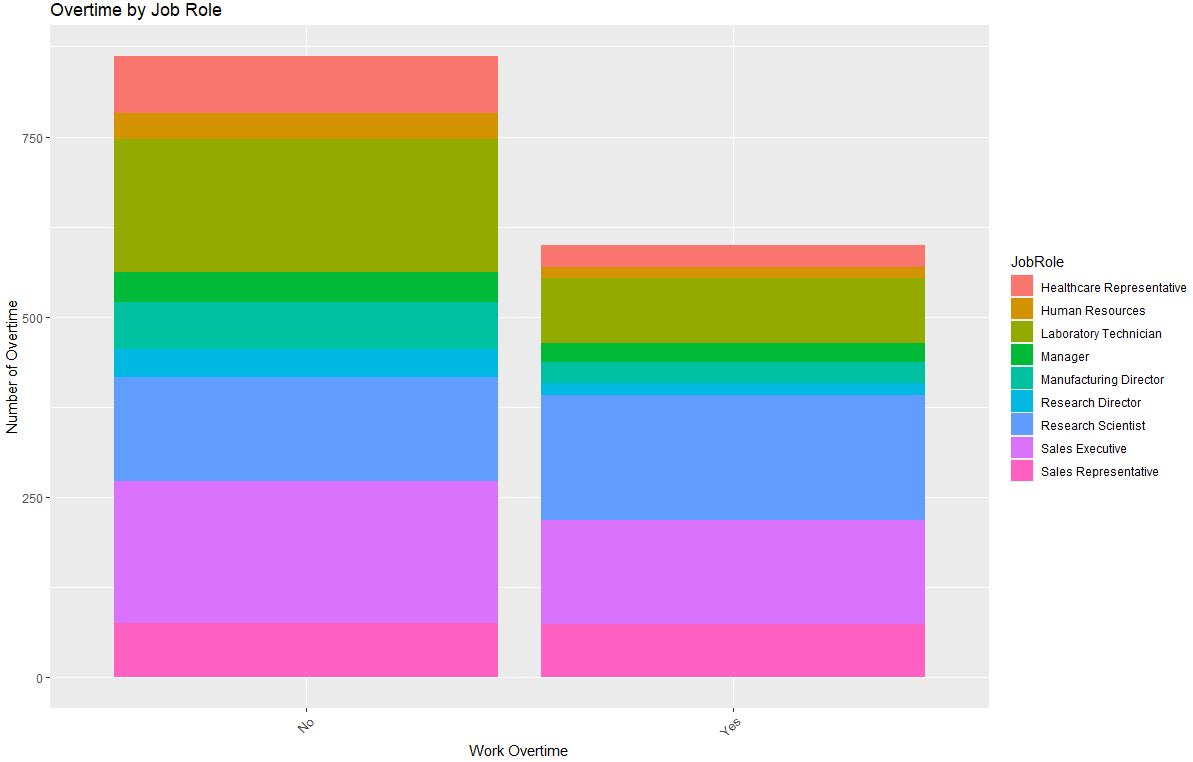 Overtime by Job Role
Number of Overtime
750
500
250
0
No
Yes
Work Overtime
JobRole
Healthcare Representative
Human Resources
Laboratory Technician
Manager
Manufacturing Director
Research Director
Research Scientist
Sales Executive
Sales Representative